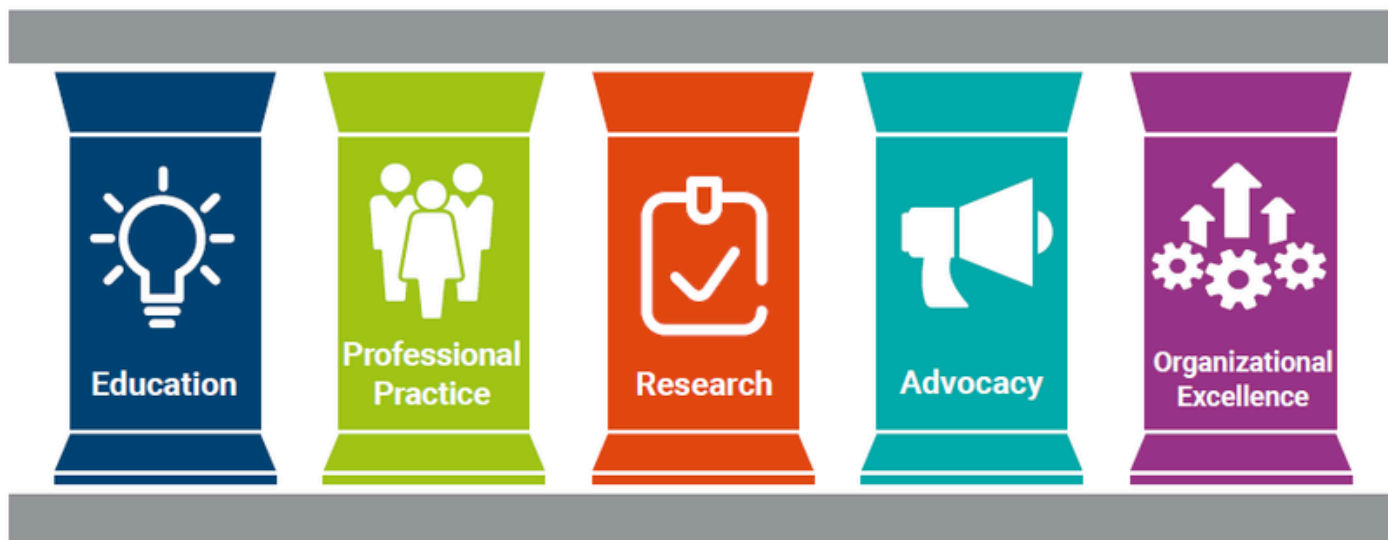 Education
Professional
Practice
Research
Advocacy
Organizational
Excellence